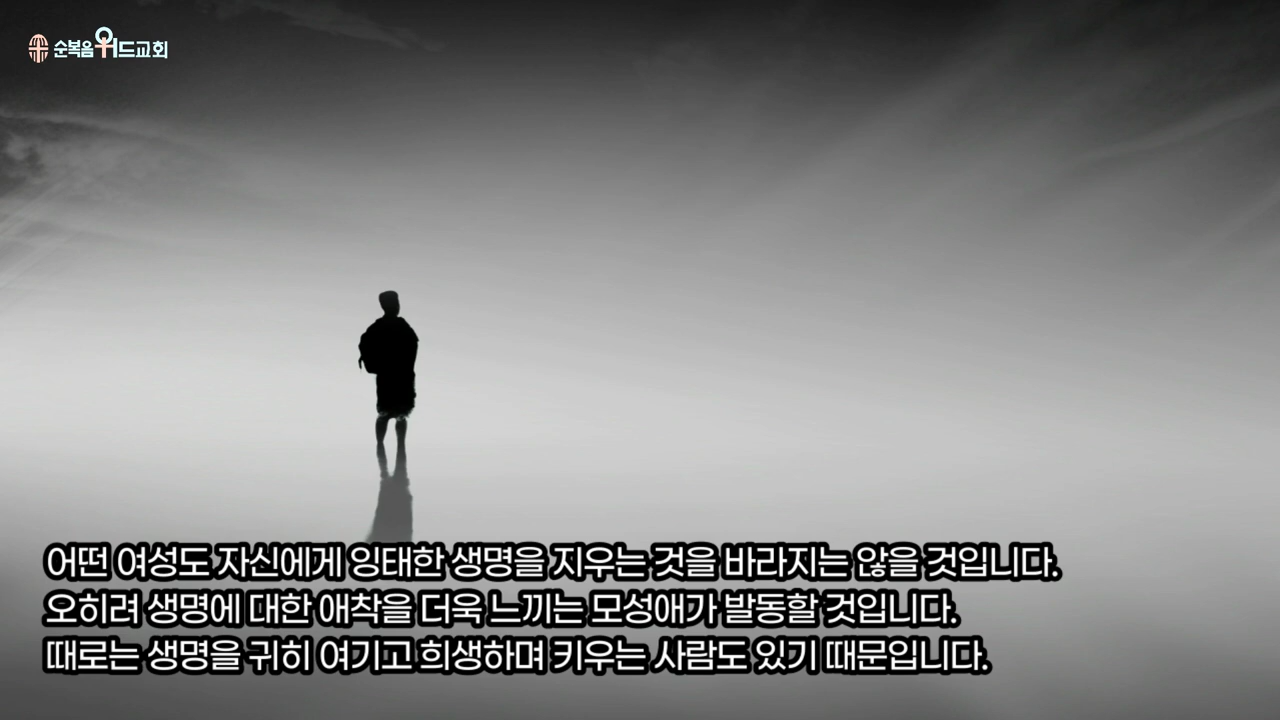 순복음위드교회
어떤 여성도 자신에게 잉태한 생명을 지우는 것을 바라지는 않을 것입니다.
오히려 생명에 대한 애착을 더욱 느끼는 모성애가 발동할 것입니다.
때로는 생명을 귀히 여기고 희생하며 키우는 사람도 있기 때문입니다.